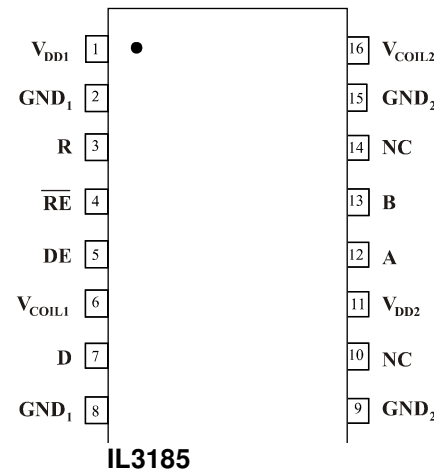 V_DD1 1 16 V_COIL2
GND_1 2 15 GND_2
R 3 14 NC
R̅E̅ 4 13 B
DE 5 12 A
V_COIL1 6 11 V_DD2
D 7 10 NC
GND_1 8 9 GND_2
IL3185